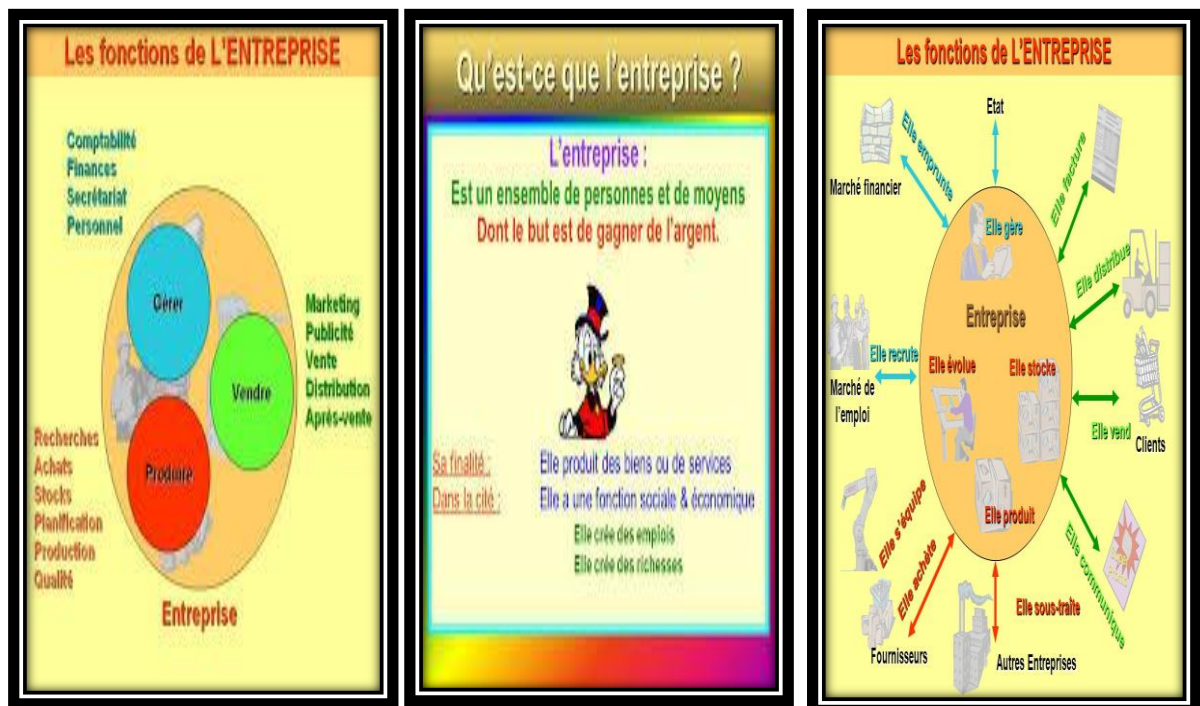 Les fonctions de L'ENTREPRISE
Comptabilité
Finances
Secrétariat
Personnel
Gérer
Marketing
Publicité
Vente
Distribution
Après-vente
Vendre
Recherches
Achats
Stocks
Planification
Production
Qualité
Produire
Entreprise
Qu'est-ce que l'entreprise ?
L'entreprise :
Est un ensemble de personnes et de moyens
Dont le but est de gagner de l'argent.
Sa finalité : Elle produit des biens ou de services
Dans la cité : Elle a une fonction sociale & économique
Elle crée des emplois
Elle crée des richesses
Les fonctions de L'ENTREPRISE
Etat
Elle emprunte
Marché financier
Elle facture
Elle gère
Elle distribue
Entreprise
Elle recrute
Marché de
l'emploi
Elle évolue
Elle stocke
Elle vend
Clients
Elle produit
Elle s'équipe
Elle achète
Fournisseurs
Elle sous-traîte
Autres Entreprises
Elle communique